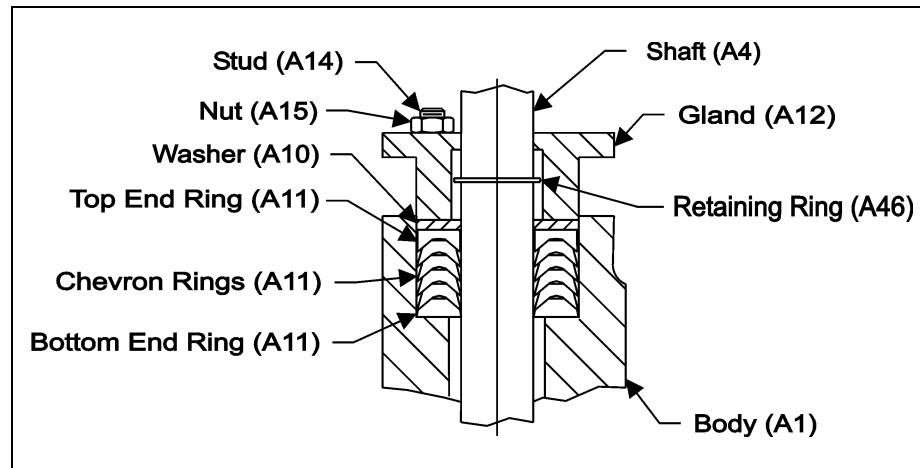 Stud (A14)
Nut (A15)
Washer (A10)
Top End Ring (A11)
Chevron Rings (A11)
Bottom End Ring (A11)
Shaft (A4)
Gland (A12)
Retaining Ring (A46)
Body (A1)